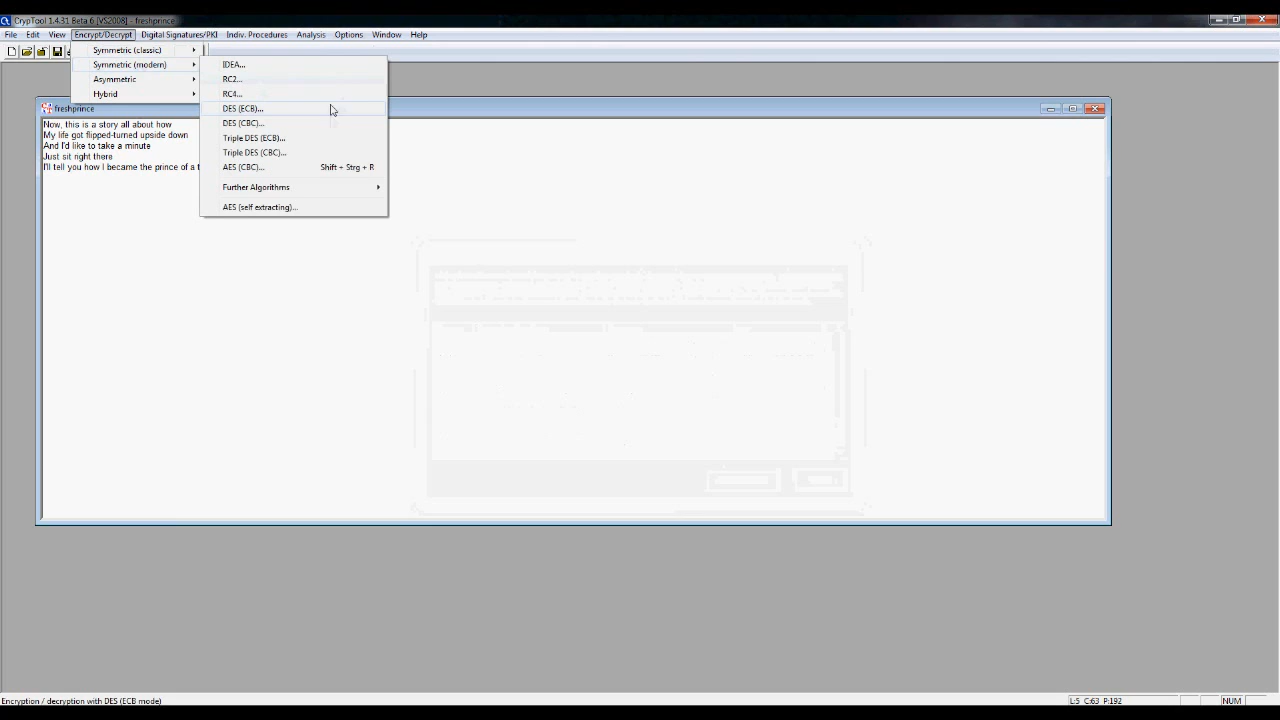 CrypTool 1.4.31 Beta 6 [VS2008] - freshprince
File Edit View Encrypt/Decrypt Digital Signatures/PKI Indiv. Procedures Analysis Options Window Help
Symmetric (classic)
Symmetric (modern)
Asymmetric
Hybrid
IDEA...
RC2...
RC4...
DES (ECB)...
DES (CBC)...
Triple DES (ECB)...
Triple DES (CBC)...
AES (CBC)... Shift + Strg + R
Further Algorithms
AES (self extracting)...
freshprince
Now, this is a story all about how
My life got flipped-turned upside down
And I'd like to take a minute
Just sit right there
I'll tell you how I became the prince of a t
Encryption / decryption with DES (ECB mode)
L:5 C:63 P:192
NUM